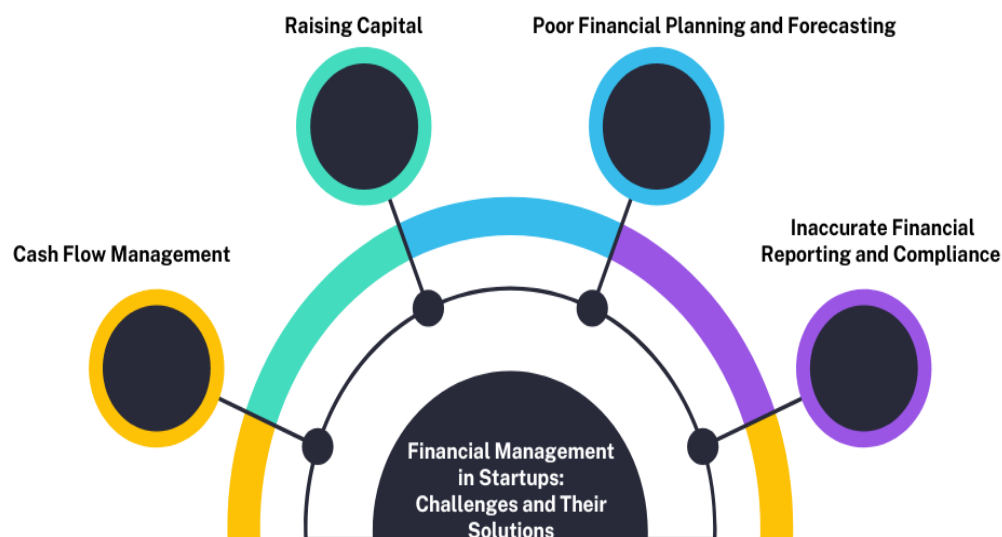 Raising Capital
Poor Financial Planning and Forecasting
Cash Flow Management
Inaccurate Financial
Reporting and Compliance
Financial Management
in Startups:
Challenges and Their
Solutions